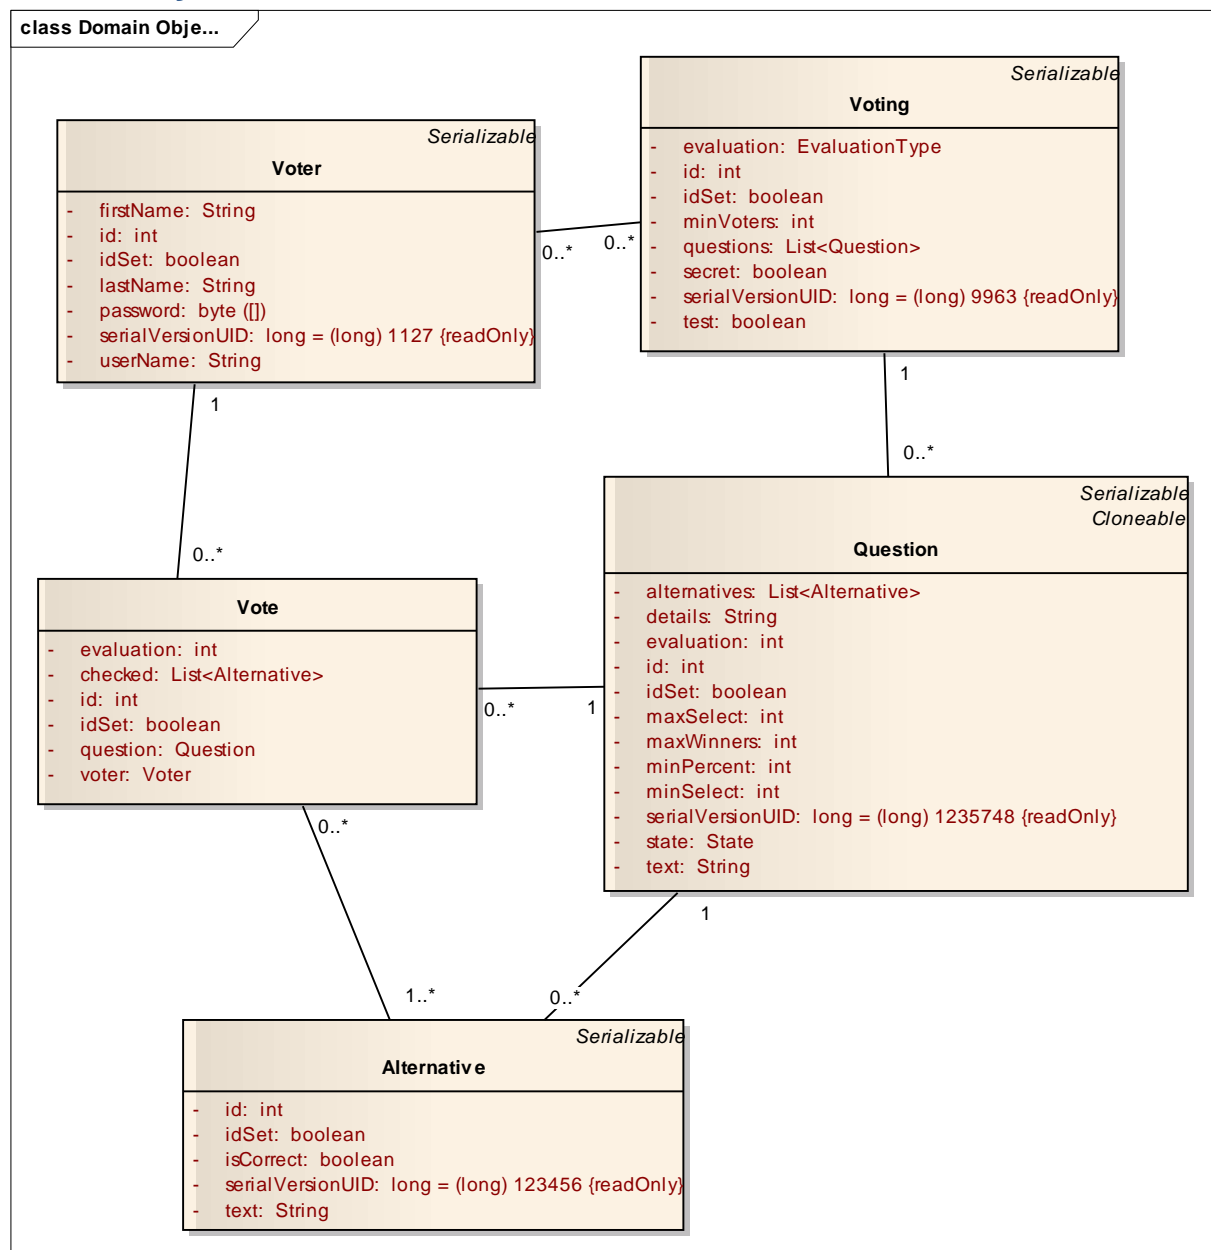 class Domain Obje...
Serializable
Voter
- firstName: String
- id: int
- idSet: boolean
- lastName: String
- password: byte ([])
- serialVersionUID: long = (long) 1127 {readOnly}
- userName: String
Serializable
Voting
- evaluation: EvaluationType
- id: int
- idSet: boolean
- minVoters: int
- questions: List<Question>
- secret: boolean
- serialVersionUID: long = (long) 9963 {readOnly}
- test: boolean
0..*
0..*
1
0..*
1
0..*
Serializable
Cloneable
Question
- alternatives: List<Alternative>
- details: String
- evaluation: int
- id: int
- idSet: boolean
- maxSelect: int
- maxWinners: int
- minPercent: int
- minSelect: int
- serialVersionUID: long = (long) 1235748 {readOnly}
- state: State
- text: String
Vote
- evaluation: int
- checked: List<Alternative>
- id: int
- idSet: boolean
- question: Question
- voter: Voter
0..*
1
0..*
1..*
1
0..*
Serializable
Alternative
- id: int
- idSet: boolean
- isCorrect: boolean
- serialVersionUID: long = (long) 123456 {readOnly}
- text: String